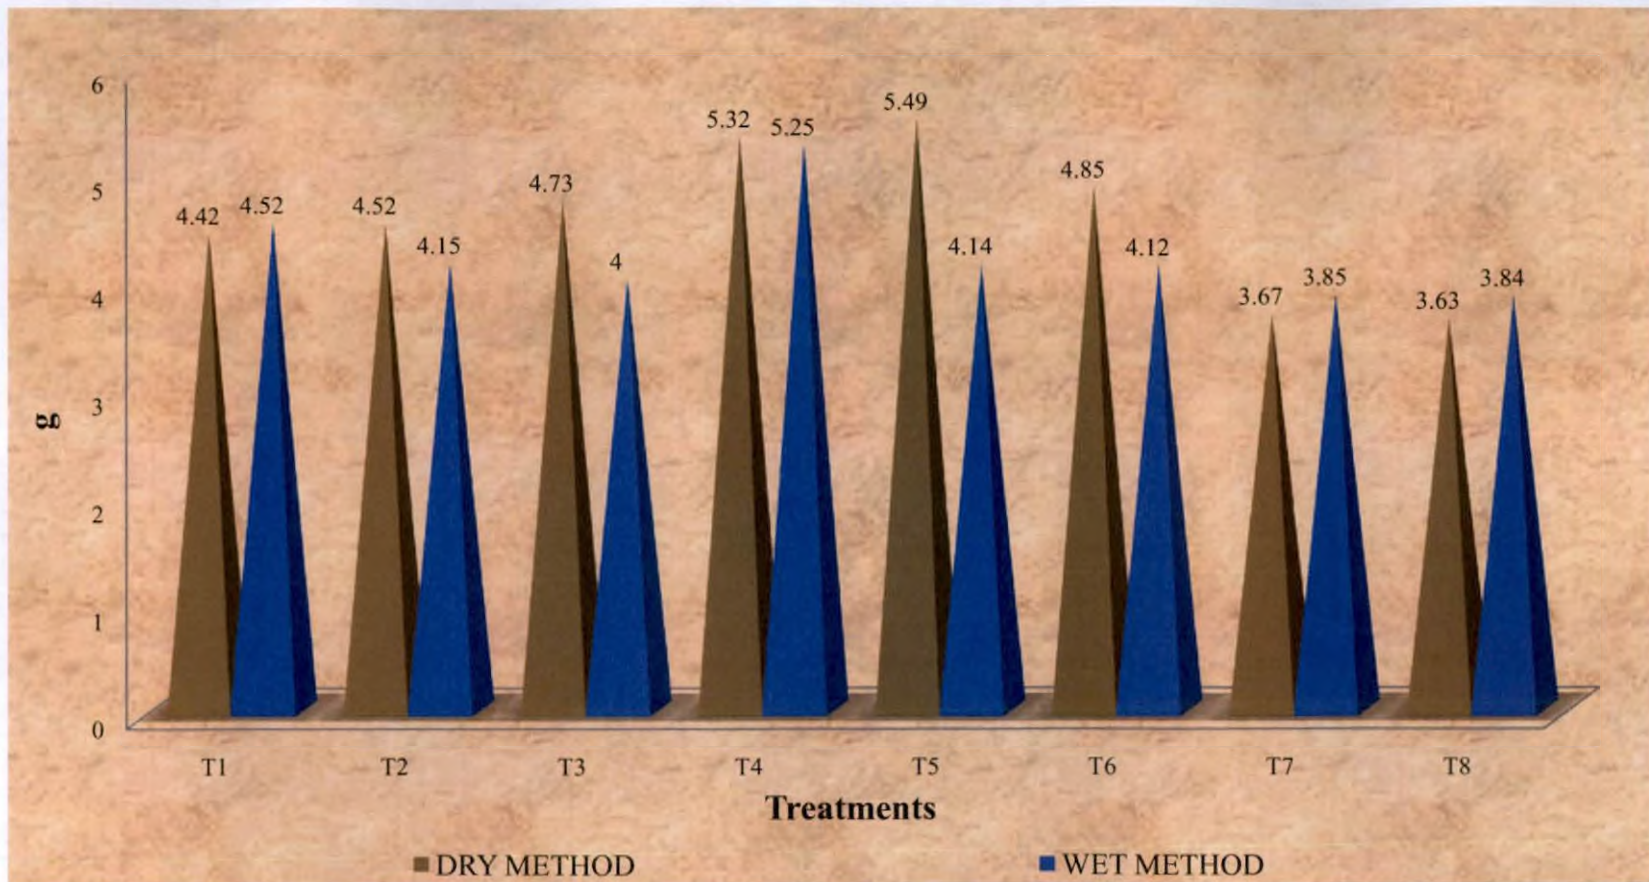 6
5.49
5.32 5.25
4.85
5 4.73
4.42 4.52 4.52
4.15 4 4.14 4.12
4 3.67 3.85 3.63 3.84
3
g
2
1
0
T1 T2 T3 T4 T5 T6 T7 T8
Treatments
DRY METHOD WET METHOD